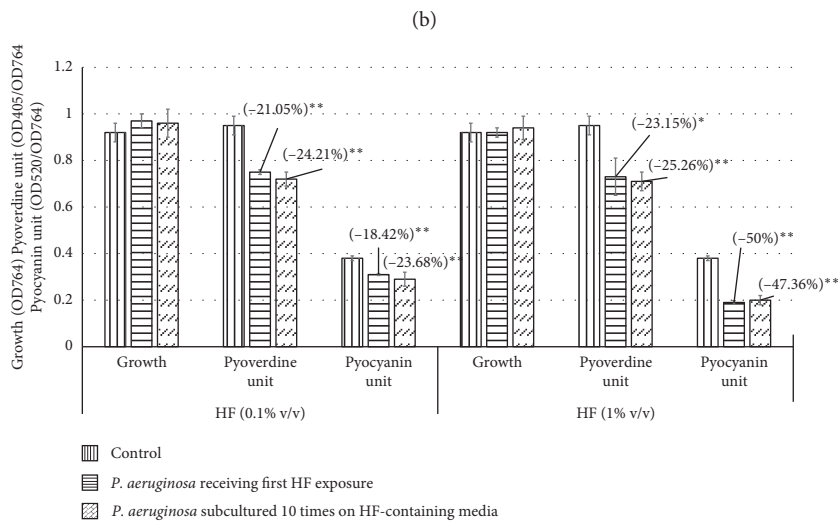 (b)
Growth (OD764) Pyoverdine unit (OD405/OD764
Pyocyanin unit (OD520/OD764)
1.2
1
0.8
0.6
0.4
0.2
0
(−21.05%)**
(−24.21%)**
(−18.42%)**
(−23.68%)**
(−23.15%)*
(−25.26%)**
(−50%)**
(−47.36%)**
Growth
Pyoverdine
unit
Pyocyanin
unit
Growth
Pyoverdine
unit
Pyocyanin
unit
HF (0.1% v/v)
HF (1% v/v)
Control
P. aeruginosa receiving first HF exposure
P. aeruginosa subcultured 10 times on HF-containing media